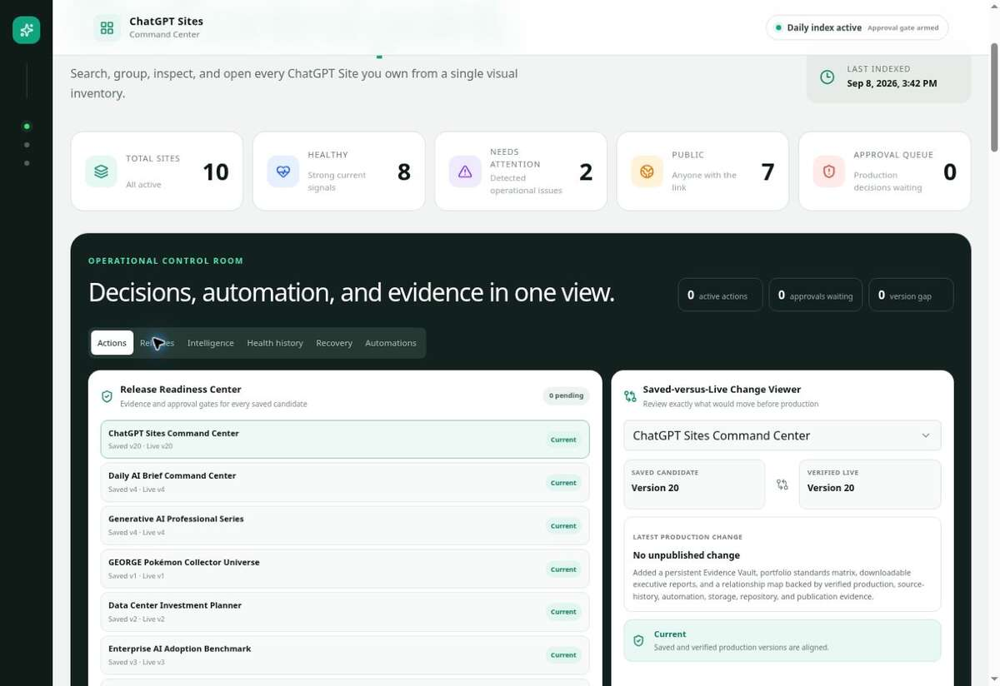 ChatGPT Sites
Command Center
Daily index active Approval gate armed
Search, group, inspect, and open every ChatGPT Site you own from a single visual
inventory.
LAST INDEXED
Sep 8, 2026, 3:42 PM
TOTAL SITES
All active
10
HEALTHY
Strong current
signals
8
NEEDS
ATTENTION
Detected
operational issues
2
PUBLIC
Anyone with the
link
7
APPROVAL QUEUE
Production
decisions waiting
0
OPERATIONAL CONTROL ROOM
Decisions, automation, and evidence in one view.
0 active actions
0 approvals waiting
0 version gap
Actions Intelligence Health history Recovery Automations
Release Readiness Center
Evidence and approval gates for every saved candidate
0 pending
ChatGPT Sites Command Center
Saved v20 · Live v20
Current
Daily AI Brief Command Center
Saved v4 · Live v4
Current
Generative AI Professional Series
Saved v4 · Live v4
Current
GEORGE Pokémon Collector Universe
Saved v1 · Live v1
Current
Data Center Investment Planner
Saved v2 · Live v2
Current
Enterprise AI Adoption Benchmark
Saved v3 · Live v3
Current
Saved-versus-Live Change Viewer
Review exactly what would move before production
ChatGPT Sites Command Center
SAVED CANDIDATE
Version 20
VERIFIED LIVE
Version 20
LATEST PRODUCTION CHANGE
No unpublished change
Added a persistent Evidence Vault, portfolio standards matrix, downloadable
executive reports, and a relationship map backed by verified production, source-
history, automation, storage, repository, and publication evidence.
Current
Saved and verified production versions are aligned.